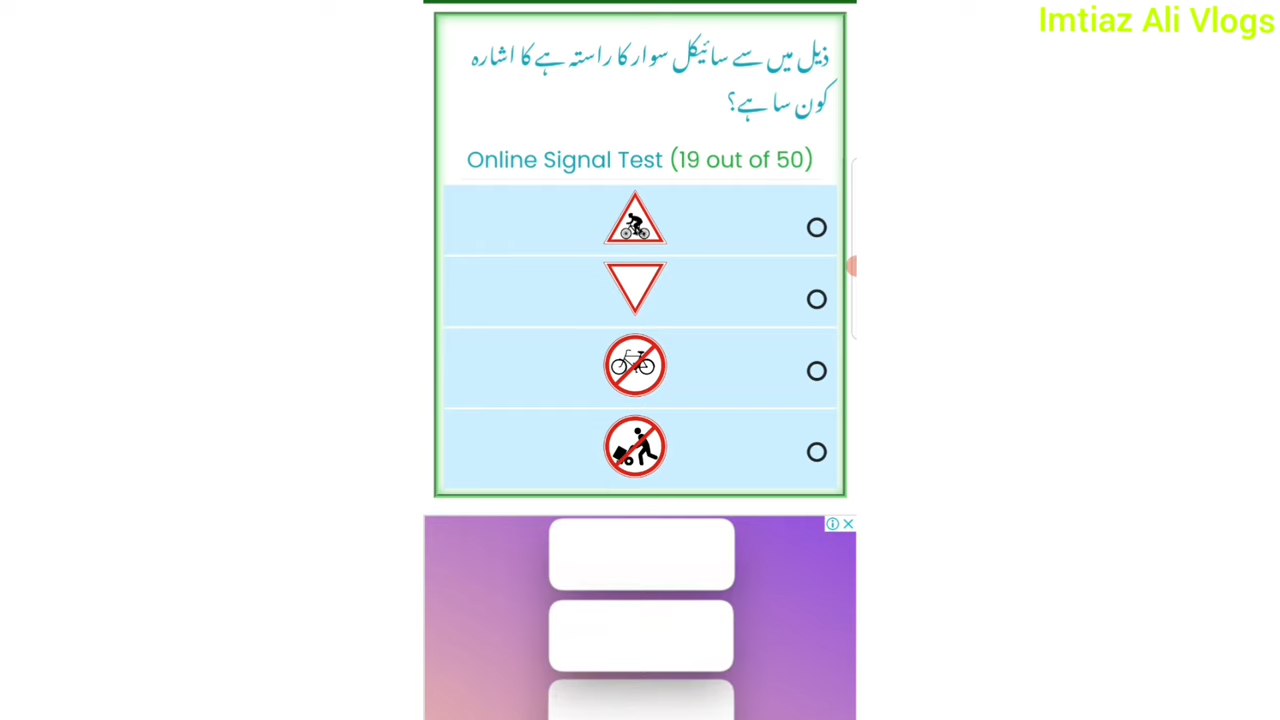 Imtiaz Ali Vlogs
ذیل میں سے سائیکل سوار کا راستہ ہے کا اشارہ
کون سا ہے؟
Online Signal Test (19 out of 50)